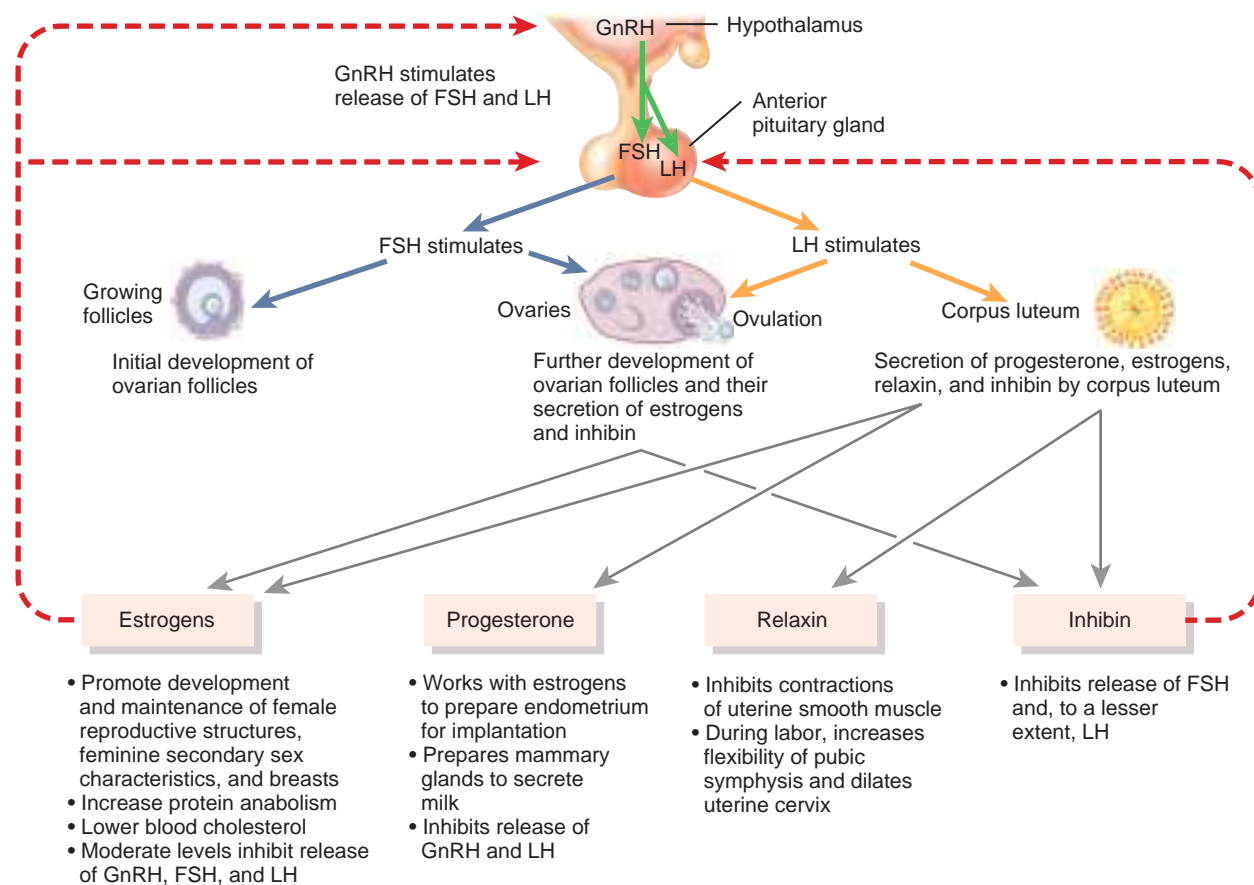 GnRH
Hypothalamus
GnRH stimulates
release of FSH and LH
Anterior
pituitary gland
FSH
LH
FSH stimulates
LH stimulates
Growing
follicles
Ovaries
Ovulation
Corpus luteum
Initial development of
ovarian follicles
Further development of
ovarian follicles and their
secretion of estrogens
and inhibin
Secretion of progesterone, estrogens,
relaxin, and inhibin by corpus luteum
Estrogens
• Promote development
and maintenance of female
reproductive structures,
feminine secondary sex
characteristics, and breasts
• Increase protein anabolism
• Lower blood cholesterol
• Moderate levels inhibit release
of GnRH, FSH, and LH
Progesterone
• Works with estrogens
to prepare endometrium
for implantation
• Prepares mammary
glands to secrete
milk
• Inhibits release of
GnRH and LH
Relaxin
• Inhibits contractions
of uterine smooth muscle
• During labor, increases
flexibility of pubic
symphysis and dilates
uterine cervix
Inhibin
• Inhibits release of FSH
and, to a lesser
extent, LH